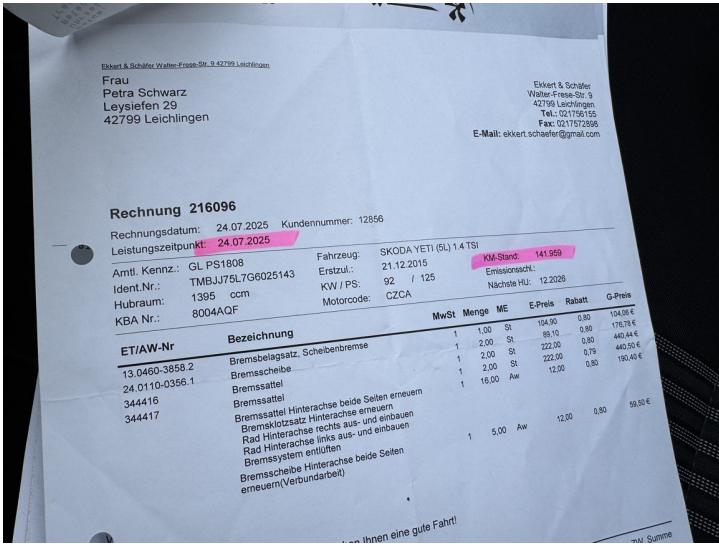 Ekkert & Schäfer Walter-Frese-Str. 9 42799 Leichlingen
Frau
Petra Schwarz
Leysiefen 29
42799 Leichlingen
Ekkert & Schäfer
Walter-Frese-Str. 9
42799 Leichlingen
Tel.: 021756155
Fax: 0217572898
E-Mail: ekkert.schaefer@gmail.com
Rechnung 216096
Rechnungsdatum: 24.07.2025 Kundennummer: 12856
Leistungszeitpunkt: 24.07.2025
Amtl. Kennz.: GL PS1808 Fahrzeug: SKODA YETI (5L) 1.4 TSI KM-Stand: 141.959
Ident.Nr.: TMBJJ75L7G6025143 Erstzul.: 21.12.2015 Emissionsschl.:
Hubraum: 1395 ccm KW / PS: 92 / 125 Nächste HU: 12.2026
KBA Nr.: 8004AQF Motorcode: CZCA
ET/AW-Nr Bezeichnung MwSt Menge ME E-Preis Rabatt G-Preis
13.0460-3858.2 Bremsbelagsatz, Scheibenbremse 1 1,00 St 104,90 0,80 104,06 €
24.0110-0356.1 Bremsscheibe 1 2,00 St 89,10 0,80 176,78 €
344416 Bremssattel 1 2,00 St 222,00 0,80 440,44 €
344417 Bremssattel 1 2,00 St 222,00 0,79 440,50 €
Bremssattel Hinterachse beide Seiten erneuern 1 16,00 Aw 12,00 0,80 190,40 €
Bremsklotzsatz Hinterachse erneuern
Rad Hinterachse rechts aus- und einbauen
Rad Hinterachse links aus- und einbauen
Bremssystem entlüften
Bremsscheibe Hinterachse beide Seiten 1 5,00 Aw 12,00 0,80 59,50 €
erneuern(Verbundarbeit)
Ihnen eine gute Fahrt!
ZW. Summe